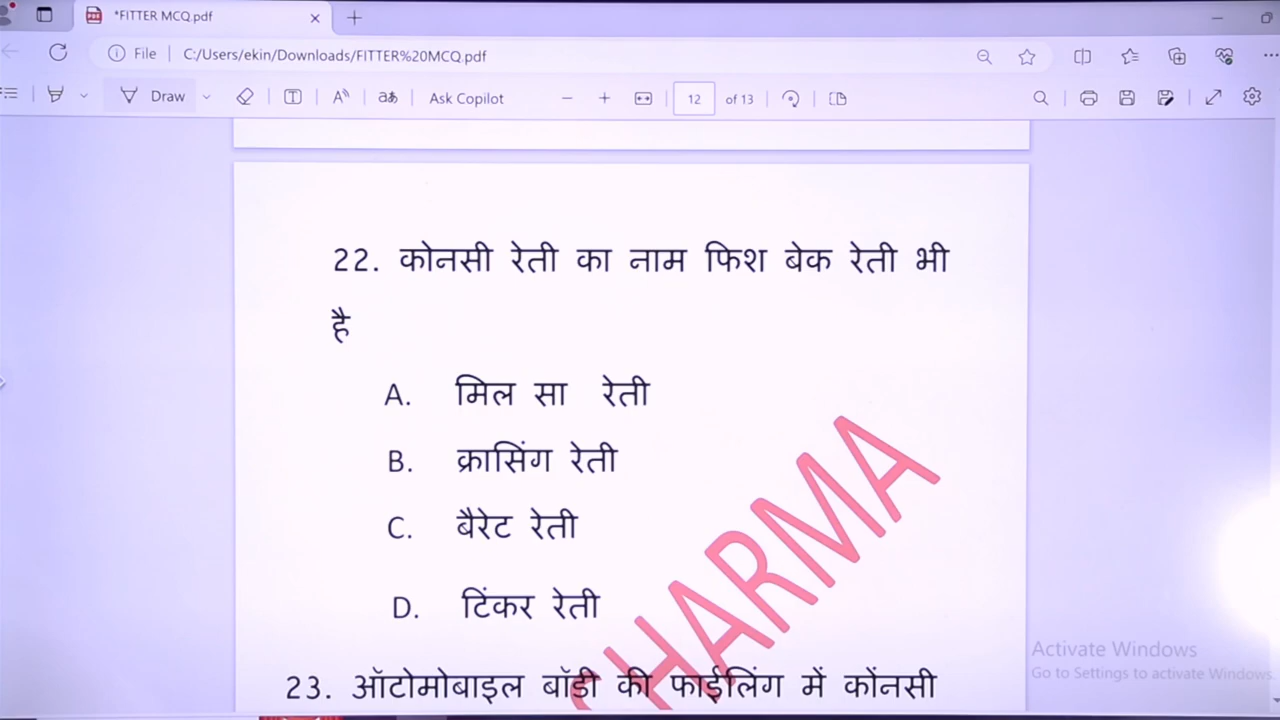 *FITTER MCQ.pdf
File
C:/Users/ekin/Downloads/FITTER%20MCQ.pdf
Draw
Ask Copilot
12 of 13
22. कोनसी रेती का नाम फिश बेक रेती भी
है
A. मिल सा रेती
B. क्रासिंग रेती
C. बैरेट रेती
D. टिंकर रेती
HARMA
23. ऑटोमोबाइल बॉडी की फाईलिंग में कोंनसी
Activate Windows
Go to Settings to activate Windows.